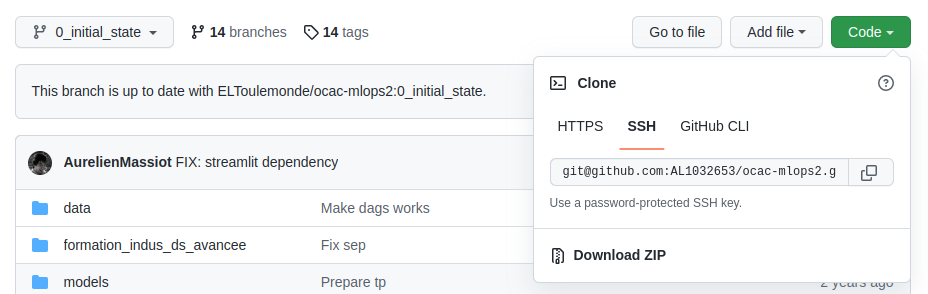 0_initial_state
14 branches
14 tags
Go to file
Add file
Code
This branch is up to date with ELToulemonde/ocac-mlops2:0_initial_state.
Clone
HTTPS SSH GitHub CLI
git@github.com:AL1032653/ocac-mlops2.g
Use a password-protected SSH key.
Download ZIP
AurelienMassiot FIX: streamlit dependency
data Make dags works
formation_indus_ds_avancee Fix sep
models Prepare tp 2 years ago